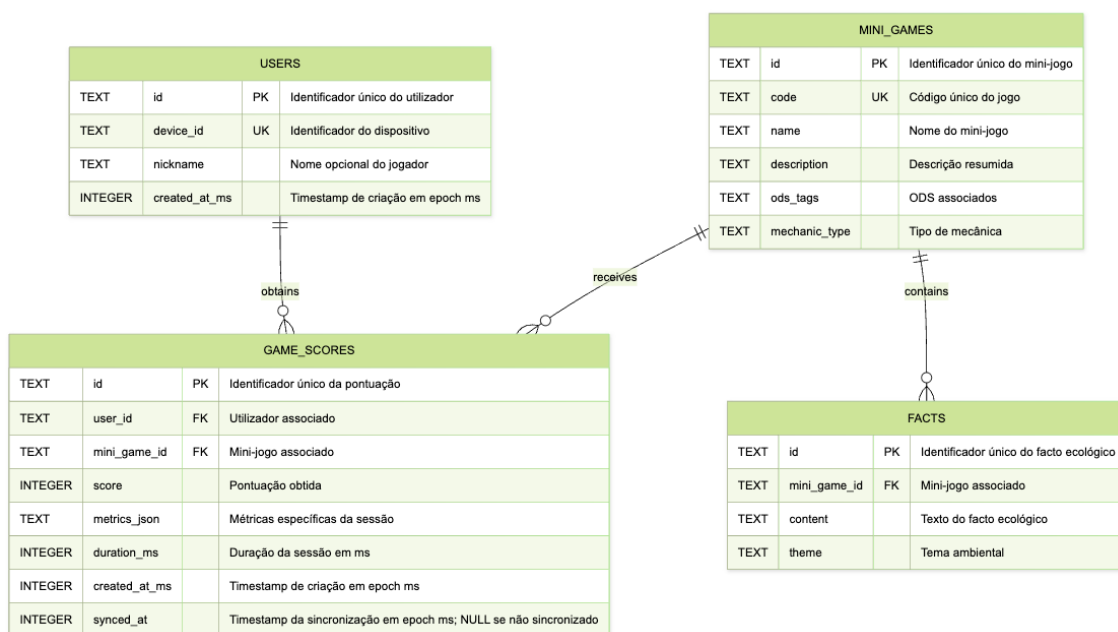 USERS
TEXT id PK Identificador único do utilizador
TEXT device_id UK Identificador do dispositivo
TEXT nickname Nome opcional do jogador
INTEGER created_at_ms Timestamp de criação em epoch ms
MINI_GAMES
TEXT id PK Identificador único do mini-jogo
TEXT code UK Código único do jogo
TEXT name Nome do mini-jogo
TEXT description Descrição resumida
TEXT ods_tags ODS associados
TEXT mechanic_type Tipo de mecânica
obtains
receives
contains
GAME_SCORES
TEXT id PK Identificador único da pontuação
TEXT user_id FK Utilizador associado
TEXT mini_game_id FK Mini-jogo associado
INTEGER score Pontuação obtida
TEXT metrics_json Métricas específicas da sessão
INTEGER duration_ms Duração da sessão em ms
INTEGER created_at_ms Timestamp de criação em epoch ms
INTEGER synced_at Timestamp da sincronização em epoch ms; NULL se não sincronizado
FACTS
TEXT id PK Identificador único do facto ecológico
TEXT mini_game_id FK Mini-jogo associado
TEXT content Texto do facto ecológico
TEXT theme Tema ambiental